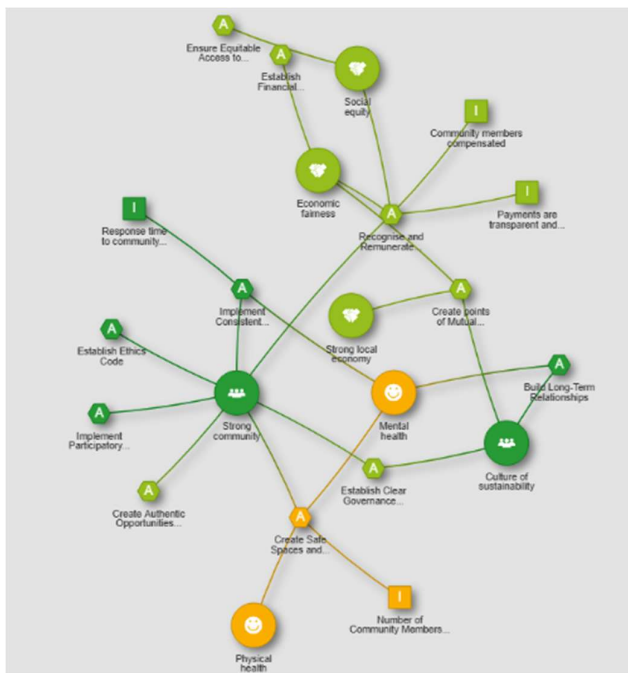 A
Ensure Equitable
Access to...
A
Establish
Financial...
Social
equity
I
Community members
compensated
Economic
fairness
I
Payments are
transparent and ...
A
Recognise and
Remunerate
I
Response time
to community...
A
Implement
Consistent...
A
Create points
of Mutual...
Strong local
economy
A
Establish Ethics
Code
A
Build Long-Term
Relationships
Strong
community
Mental
health
A
Implement
Participatory...
Culture of
sustainability
A
Establish Clear
Governance...
A
Create Authentic
Opportunities...
A
Create Safe
Spaces and...
I
Number of
Community Members...
Physical
health